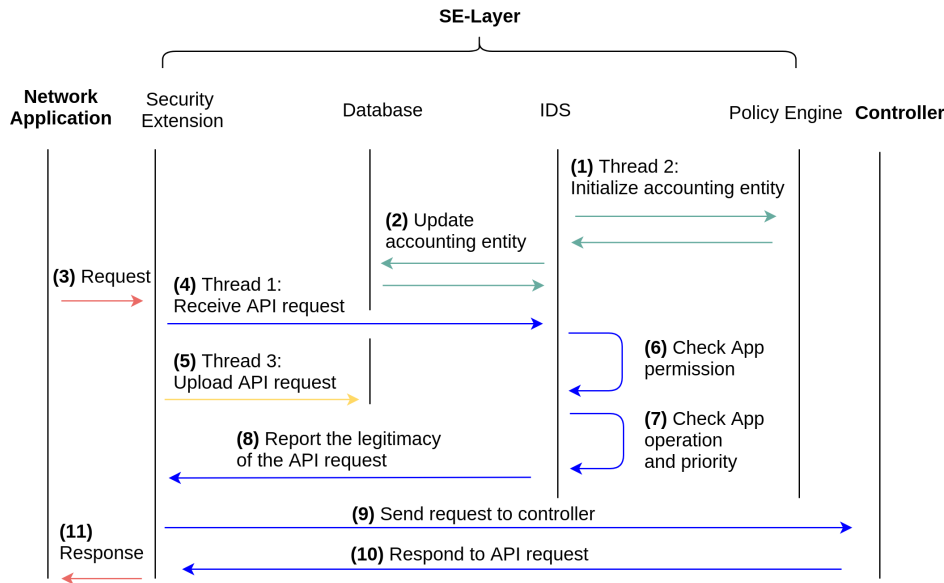 SE-Layer
Network
Application
Security
Extension
Database
IDS
Policy Engine
Controller
(1) Thread 2:
Initialize accounting entity
(2) Update
accounting entity
(3) Request
(4) Thread 1:
Receive API request
(5) Thread 3:
Upload API request
(6) Check App
permission
(7) Check App
operation
and priority
(8) Report the legitimacy
of the API request
(9) Send request to controller
(10) Respond to API request
(11)
Response